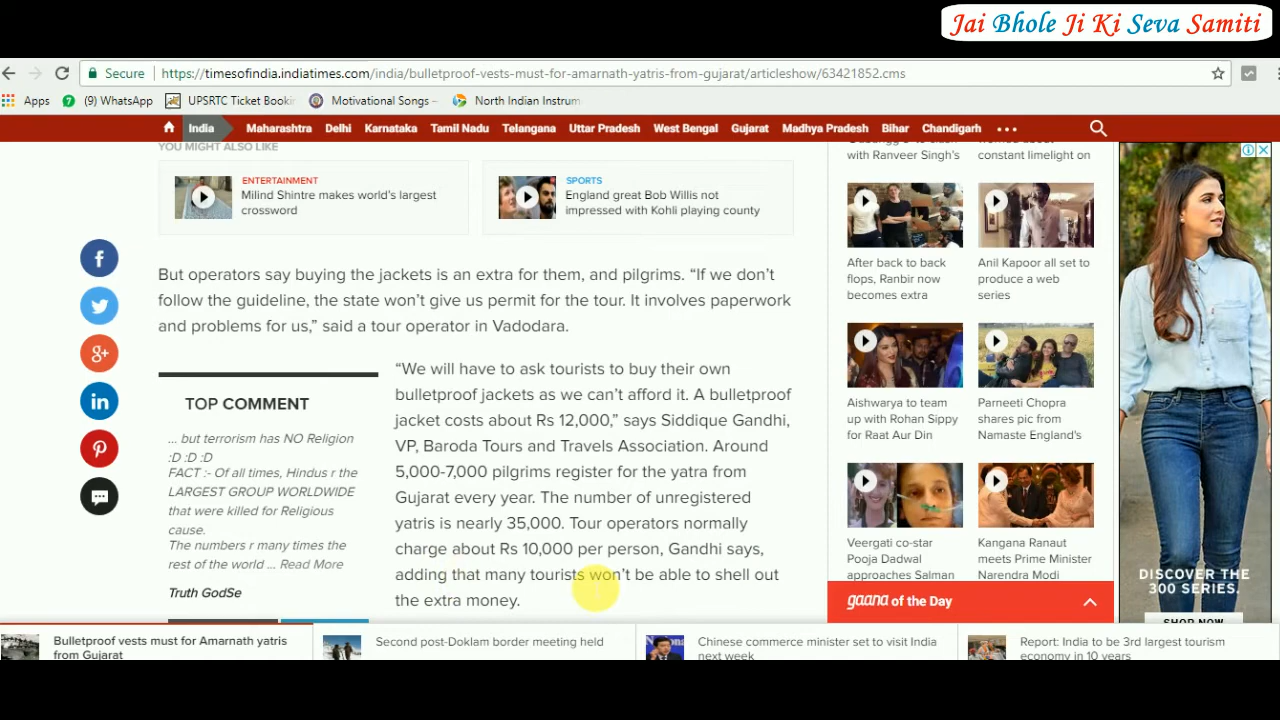 Jai Bhole Ji Ki Seva Samiti
Secure https://timesofindia.indiatimes.com/india/bulletproof-vests-must-for-amarnath-yatris-from-gujarat/articleshow/63421852.cms
Apps (9) WhatsApp UPSRTC Ticket Booki Motivational Songs - North Indian Instrum
India Maharashtra Delhi Karnataka Tamil Nadu Telangana Uttar Pradesh West Bengal Gujarat Madhya Pradesh Bihar Chandigarh •••
YOU MIGHT ALSO LIKE
ENTERTAINMENT
Milind Shintre makes world's largest
crossword
SPORTS
England great Bob Willis not
impressed with Kohli playing county
But operators say buying the jackets is an extra for them, and pilgrims. “If we don’t
follow the guideline, the state won’t give us permit for the tour. It involves paperwork
and problems for us,” said a tour operator in Vadodara.
“We will have to ask tourists to buy their own
bulletproof jackets as we can’t afford it. A bulletproof
jacket costs about Rs 12,000,” says Siddique Gandhi,
VP, Baroda Tours and Travels Association. Around
5,000-7,000 pilgrims register for the yatra from
Gujarat every year. The number of unregistered
yatris is nearly 35,000. Tour operators normally
charge about Rs 10,000 per person, Gandhi says,
adding that many tourists won’t be able to shell out
the extra money.
TOP COMMENT
... but terrorism has NO Religion
:D :D :D
FACT :- Of all times, Hindus r the
LARGEST GROUP WORLDWIDE
that were killed for Religious
cause.
The numbers r many times the
rest of the world ... Read More
Truth GodSe
with Ranveer Singh's
constant limelight on
After back to back
flops, Ranbir now
becomes extra
Anil Kapoor all set to
produce a web
series
Aishwarya to team
up with Rohan Sippy
for Raat Aur Din
Parneeti Chopra
shares pic from
Namaste England's
Veergati co-star
Pooja Dadwal
approaches Salman
Kangana Ranaut
meets Prime Minister
Narendra Modi
gaana of the Day
DISCOVER THE
300 SERIES.
SHOP NOW
Bulletproof vests must for Amarnath yatris
from Gujarat
Second post-Doklam border meeting held
Chinese commerce minister set to visit India
next week
Report: India to be 3rd largest tourism
economy in 10 years